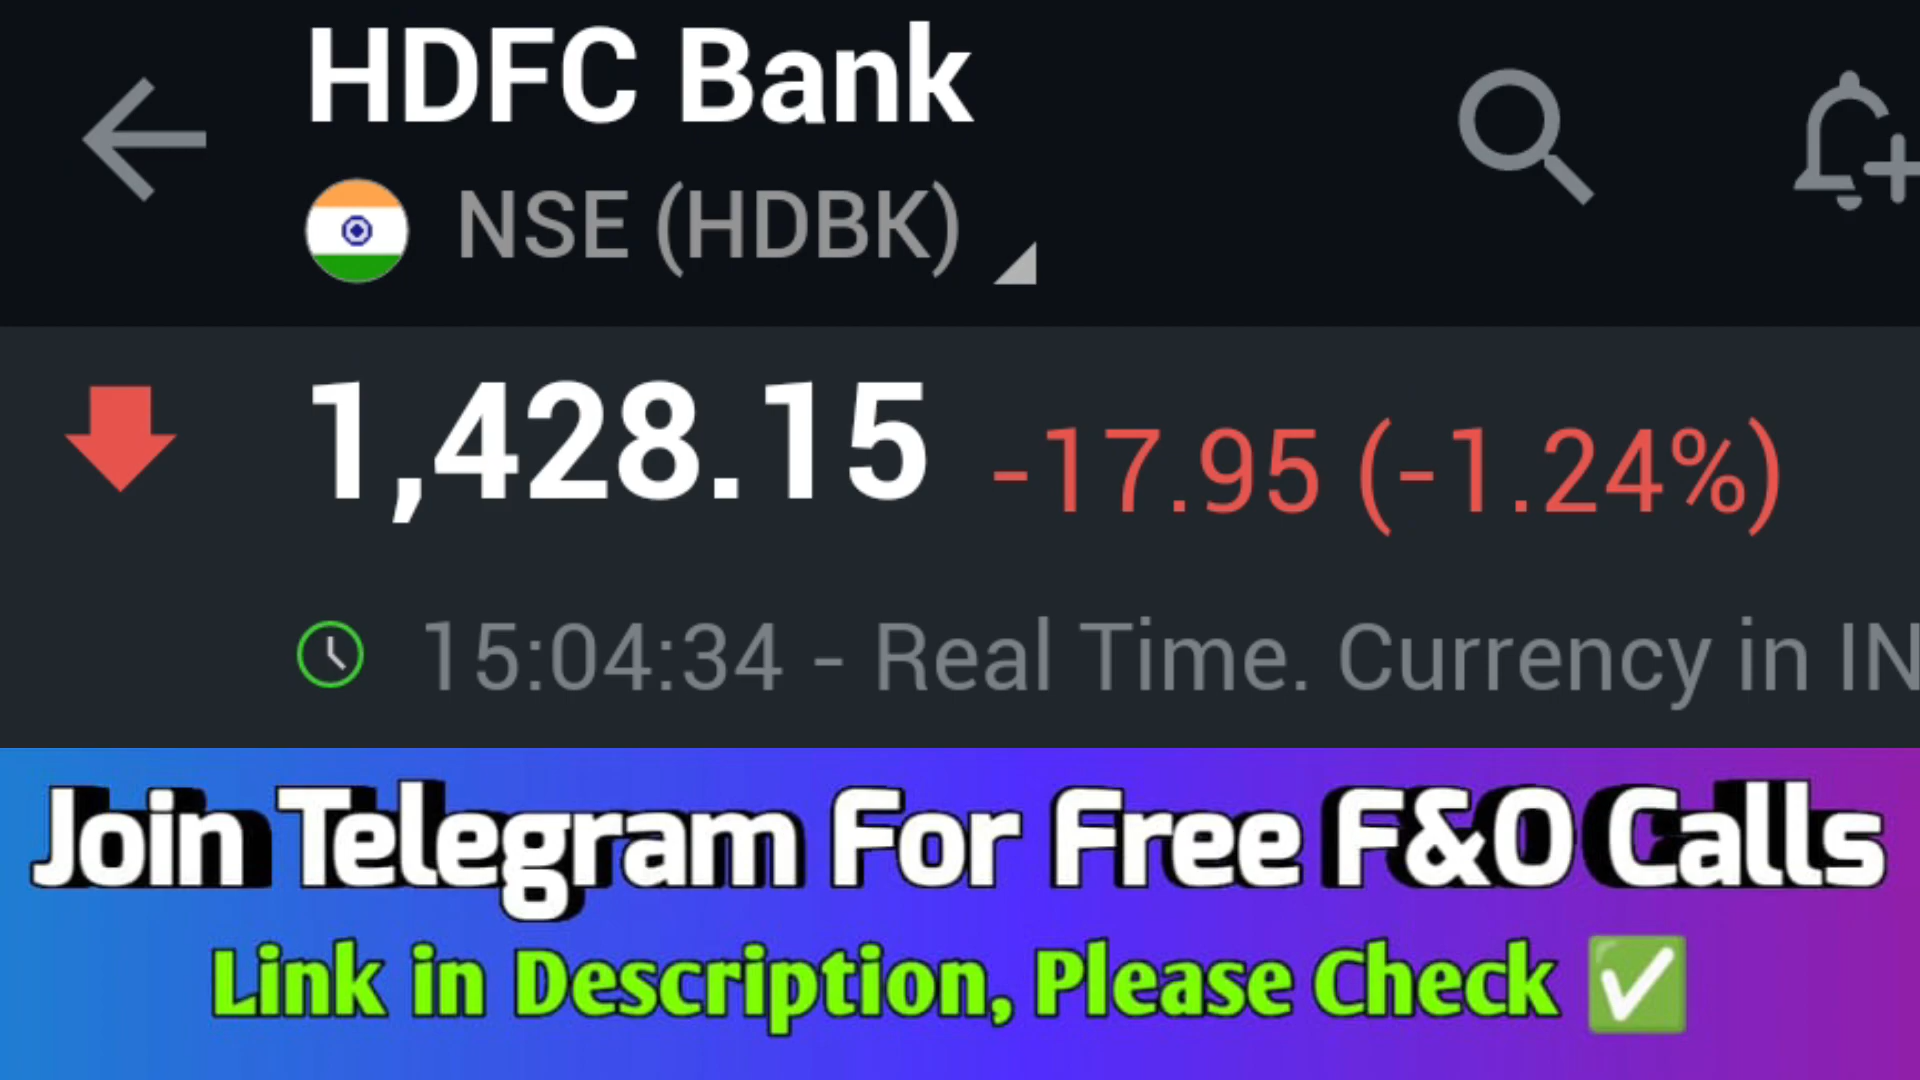 HDFC Bank
NSE (HDBK)
1,428.15 -17.95 (-1.24%)
15:04:34 - Real Time. Currency in IN
Join Telegram For Free F&O Calls
Link in Description, Please Check ✅